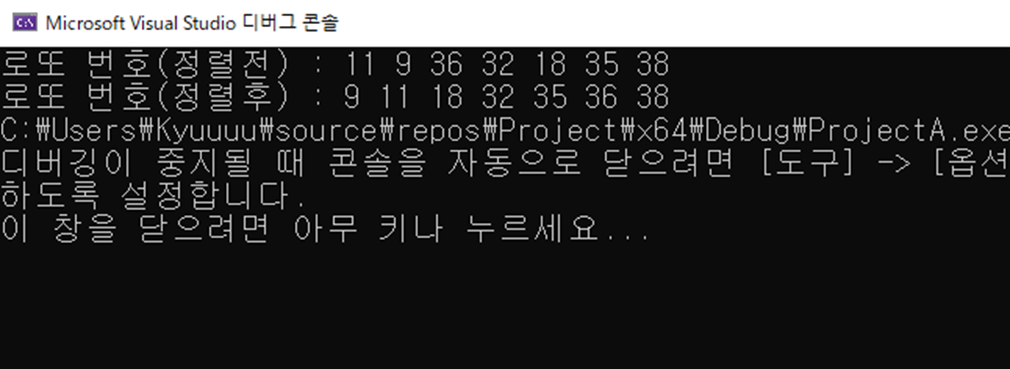 Microsoft Visual Studio 디버그 콘솔
로또 번호(정렬전) : 11 9 36 32 18 35 38
로또 번호(정렬후) : 9 11 18 32 35 36 38
C:₩Users₩Kyuuuu₩source₩repos₩Project₩x64₩Debug₩ProjectA.exe
디버깅이 중지될 때 콘솔을 자동으로 닫으려면 [도구] -> [옵션
하도록 설정합니다.
이 창을 닫으려면 아무 키나 누르세요...